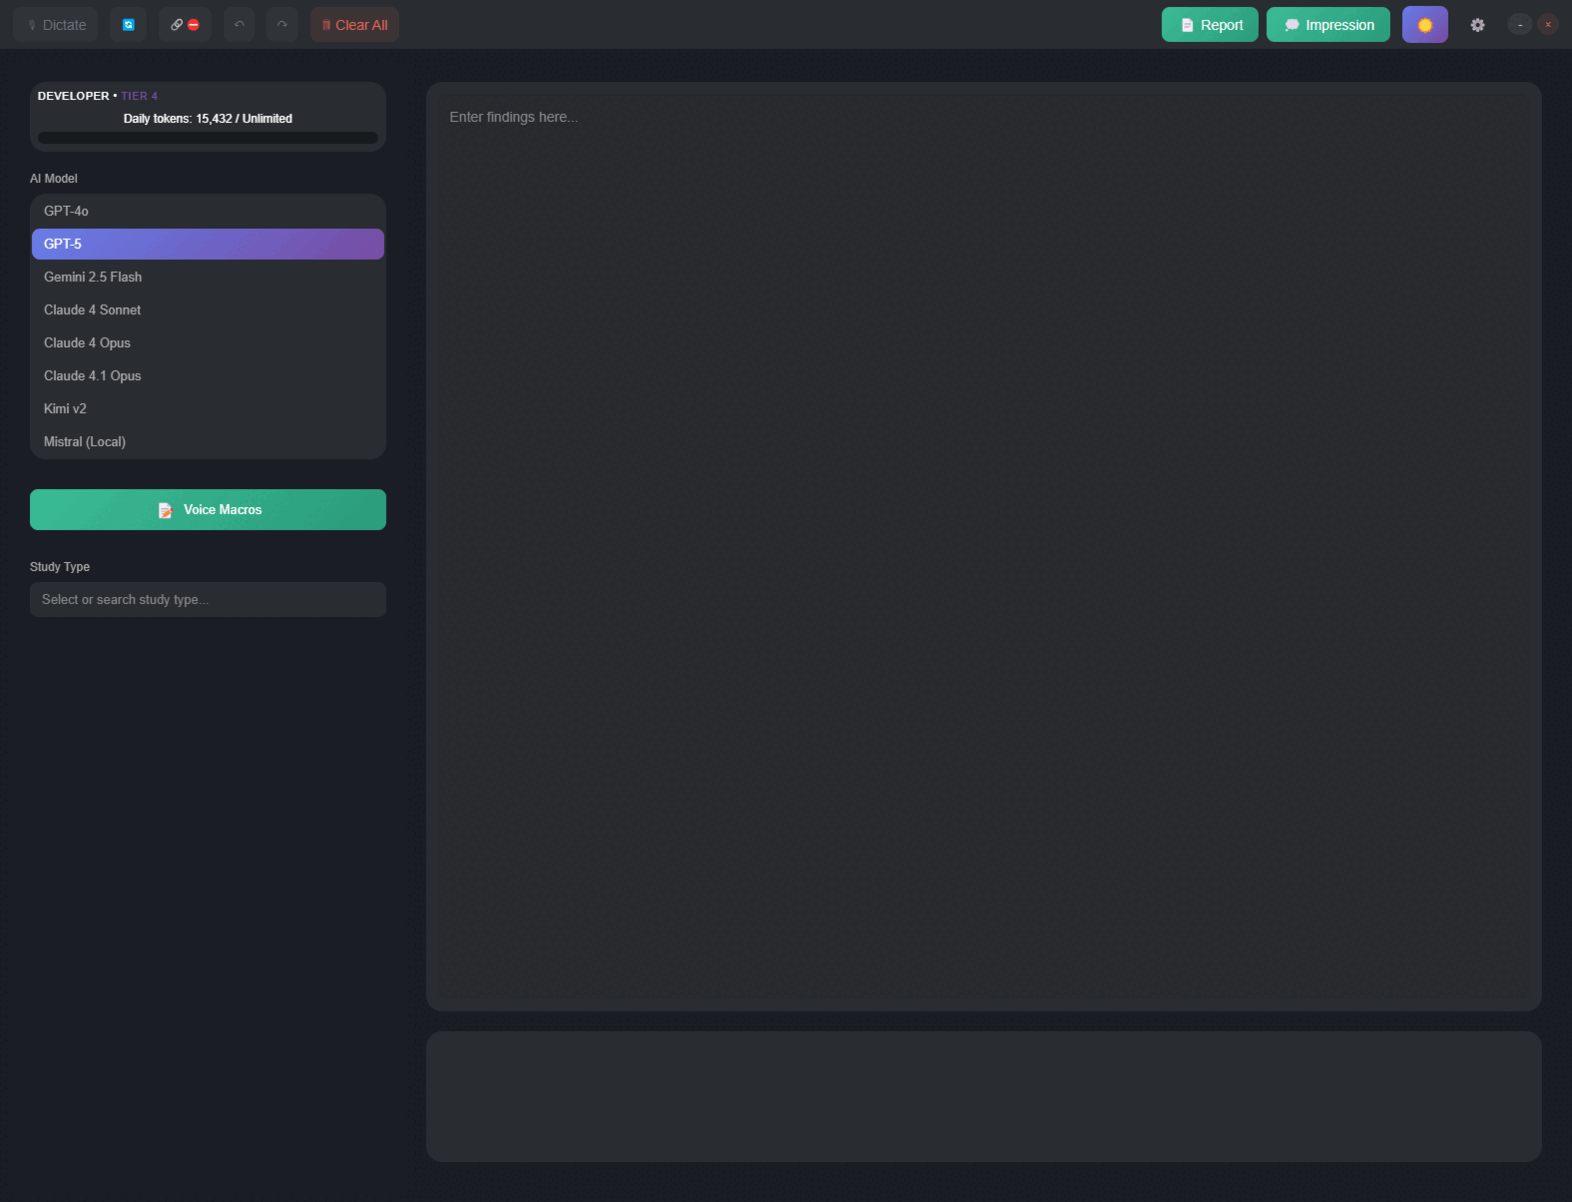 Dictate
Clear All
Report
Impression
-
×
DEVELOPER • TIER 4
Daily tokens: 15,432 / Unlimited
AI Model
GPT-4o
GPT-5
Gemini 2.5 Flash
Claude 4 Sonnet
Claude 4 Opus
Claude 4.1 Opus
Kimi v2
Mistral (Local)
Voice Macros
Study Type
Select or search study type...
Enter findings here...